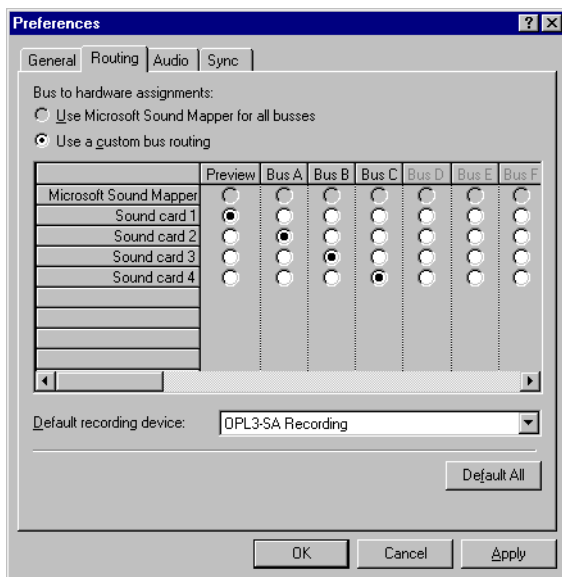 Preferences
General Routing Audio Sync
Bus to hardware assignments:
Use Microsoft Sound Mapper for all busses
Use a custom bus routing
Preview Bus A Bus B Bus C Bus D Bus E Bus F
Microsoft Sound Mapper
Sound card 1
Sound card 2
Sound card 3
Sound card 4
Default recording device: OPL3-SA Recording
Default All
OK Cancel Apply